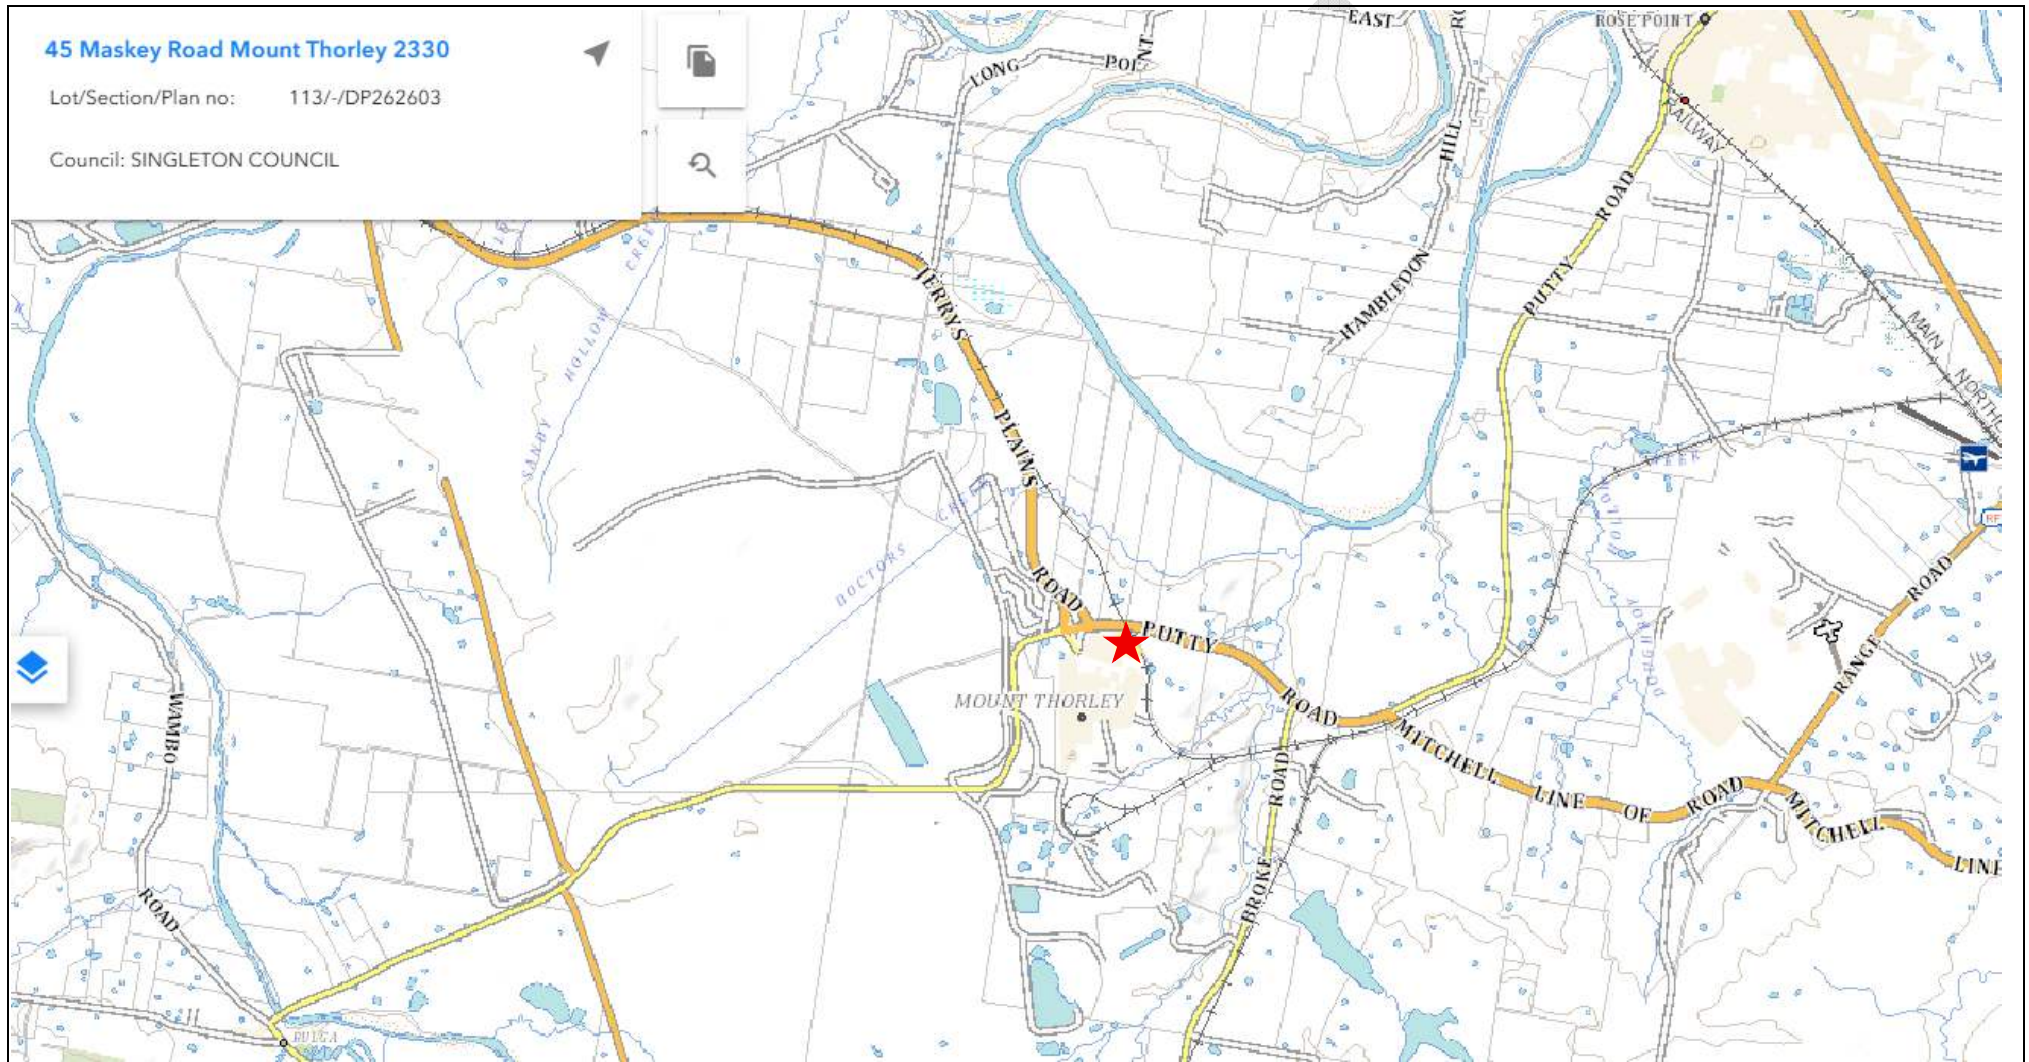 45 Maskey Road Mount Thorley 2330
Lot/Section/Plan no: 113/-/DP262603
Council: SINGLETON COUNCIL
EAST
ROSE POINT
LONG
POINT
RAILWAY
HILL
HAMBLEDON
PUTTY ROAD
MAIN
SANDY HOLLOW
JERRYS
PLAINS
ROAD
DOCTORS CREEK
PUTTY
ROAD
MOUNT THORLEY
MITCHELL
LINE
OF
ROAD
MITCHELL
LINE
RANGE
ROAD
BROKE
ROAD
WAMBO
ROAD
BULGA